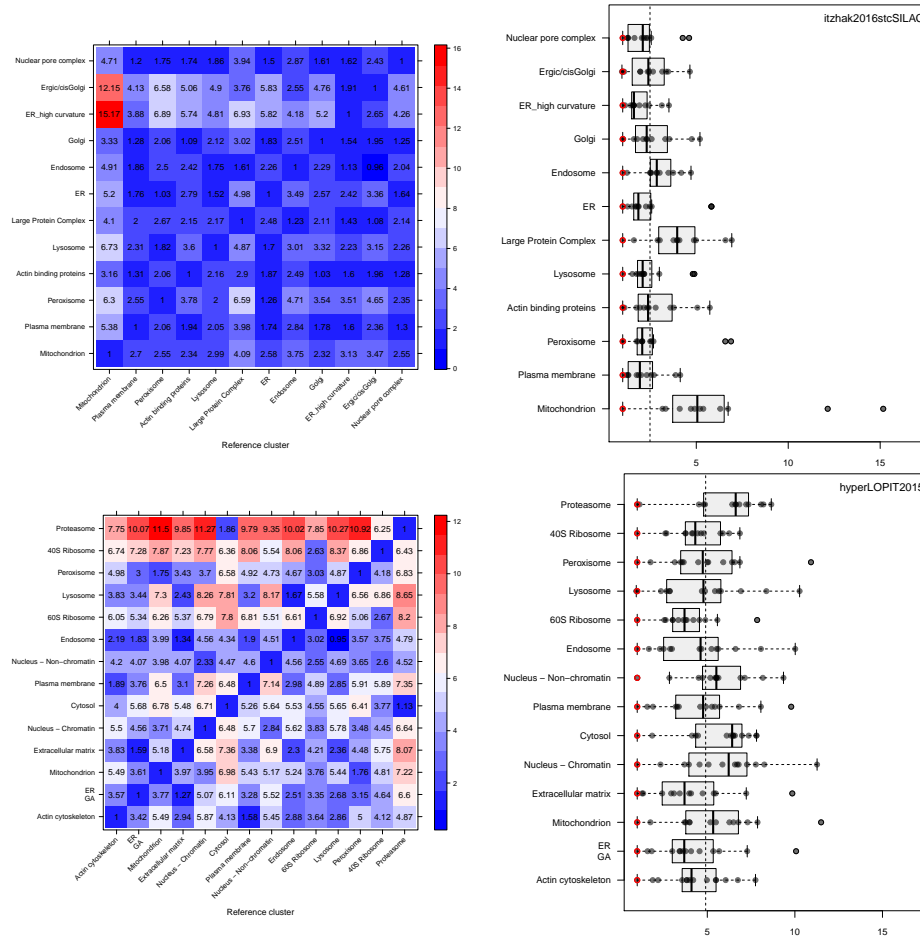 itzhak2016stcSILAC
Nuclear pore complex 4.71 1.2 1.75 1.74 1.86 3.94 1.5 2.87 1.61 1.62 2.43 1
Ergic/cisGolgi 12.15 4.13 6.58 5.06 4.9 3.76 5.83 2.55 4.76 1.91 1 4.61
ER_high curvature 15.17 3.88 6.89 5.74 4.81 6.93 5.82 4.18 5.2 1 2.65 4.26
Golgi 3.33 1.28 2.06 1.09 2.12 3.02 1.83 2.51 1 1.54 1.95 1.28
Endosome 4.91 1.86 2.5 2.42 1.75 1.61 2.26 1 2.29 1.13 2.04
ER 5.2 1.76 1.03 2.79 1.52 4.98 1 3.49 2.57 2.42 3.36 1.64
Large Protein Complex 4.1 2 2.67 2.15 2.17 1 2.48 1.23 2.11 1.43 1.08 2.14
Lysosome 6.73 2.31 1.82 3.6 1 4.87 1.7 3.01 3.32 2.23 3.15 2.26
Actin binding proteins 3.16 1.31 2.06 1 2.16 2.9 1.87 2.49 1.03 1.6 1.96 1.28
Peroxisome 6.3 2.55 1 3.78 2 6.59 1.26 4.71 3.54 3.51 4.65 2.35
Plasma membrane 5.38 1 2.06 1.94 2.05 3.98 1.74 2.84 1.78 1.6 2.36 1.3
Mitochondrion 1 2.7 2.55 2.34 2.99 4.09 2.58 3.75 2.32 3.13 3.47 2.55
Mitochondrion
Plasma membrane
Peroxisome
Actin binding proteins
Lysosome
Large Protein Complex
ER
Endosome
Golgi
ER_high curvature
Ergic/cisGolgi
Nuclear pore complex
Reference cluster
16
14
12
10
8
6
4
2
0
Nuclear pore complex
Ergic/cisGolgi
ER_high curvature
Golgi
Endosome
ER
Large Protein Complex
Lysosome
Actin binding proteins
Peroxisome
Plasma membrane
Mitochondrion
5 10 15
Proteasome 7.75 10.07 11.5 9.85 11.27 1.86 9.79 9.35 10.02 7.85 10.27 10.92 6.25 1
40S Ribosome 6.74 7.28 7.87 7.23 7.77 6.36 8.06 5.54 8.06 2.63 8.37 6.86 1 6.43
Peroxisome 4.98 3 1.75 3.43 3.7 6.58 4.92 4.73 4.67 3.03 4.87 1 4.18 6.83
Lysosome 3.83 3.44 7.3 2.43 8.26 7.81 3.2 8.17 1.67 5.58 1 6.56 6.86 8.65
60S Ribosome 6.05 5.34 6.26 5.37 6.79 7.8 6.81 5.51 6.61 1 6.92 5.06 2.67 8.2
Endosome 2.19 1.83 3.99 1.34 4.56 4.34 1.9 4.51 1 3.02 3.57 3.75 4.79
Nucleus − Non−chromatin 4.2 4.07 3.98 4.07 2.33 4.47 4.6 1 4.56 2.55 4.69 3.65 2.6 4.52
Plasma membrane 1.89 3.76 6.5 3.1 7.26 6.48 1 7.14 2.98 4.89 2.85 5.91 5.89 7.35
Cytosol 4 5.68 6.78 5.48 6.71 1 5.26 5.64 5.53 4.55 5.65 6.41 3.77 1.13
Nucleus − Chromatin 5.5 4.56 3.71 4.74 1 6.48 5.7 2.84 5.62 3.83 5.78 3.48 4.45 6.64
Extracellular matrix 3.83 1.59 5.18 1 6.58 7.36 3.38 6.9 2.3 4.21 2.36 4.48 5.75 8.07
Mitochondrion 5.49 3.61 1 3.97 3.95 6.98 5.43 5.17 5.24 3.76 5.44 1.76 4.81 7.22
ER
GA 3.57 1 3.77 1.27 5.07 6.11 3.28 5.52 2.51 3.35 2.68 3.15 4.64 6.6
Actin cytoskeleton 1 3.42 5.49 2.94 5.87 4.13 1.58 5.45 2.88 3.64 2.86 5 4.12 4.87
Actin cytoskeleton
ER
GA
Mitochondrion
Extracellular matrix
Nucleus − Chromatin
Cytosol
Plasma membrane
Nucleus − Non−chromatin
Endosome
60S Ribosome
Lysosome
Peroxisome
40S Ribosome
Proteasome
Reference cluster
12
10
8
6
4
2
hyperLOPIT2015
Proteasome
40S Ribosome
Peroxisome
Lysosome
60S Ribosome
Endosome
Nucleus − Non−chromatin
Plasma membrane
Cytosol
Nucleus − Chromatin
Extracellular matrix
Mitochondrion
ER
GA
Actin cytoskeleton
5 10 15